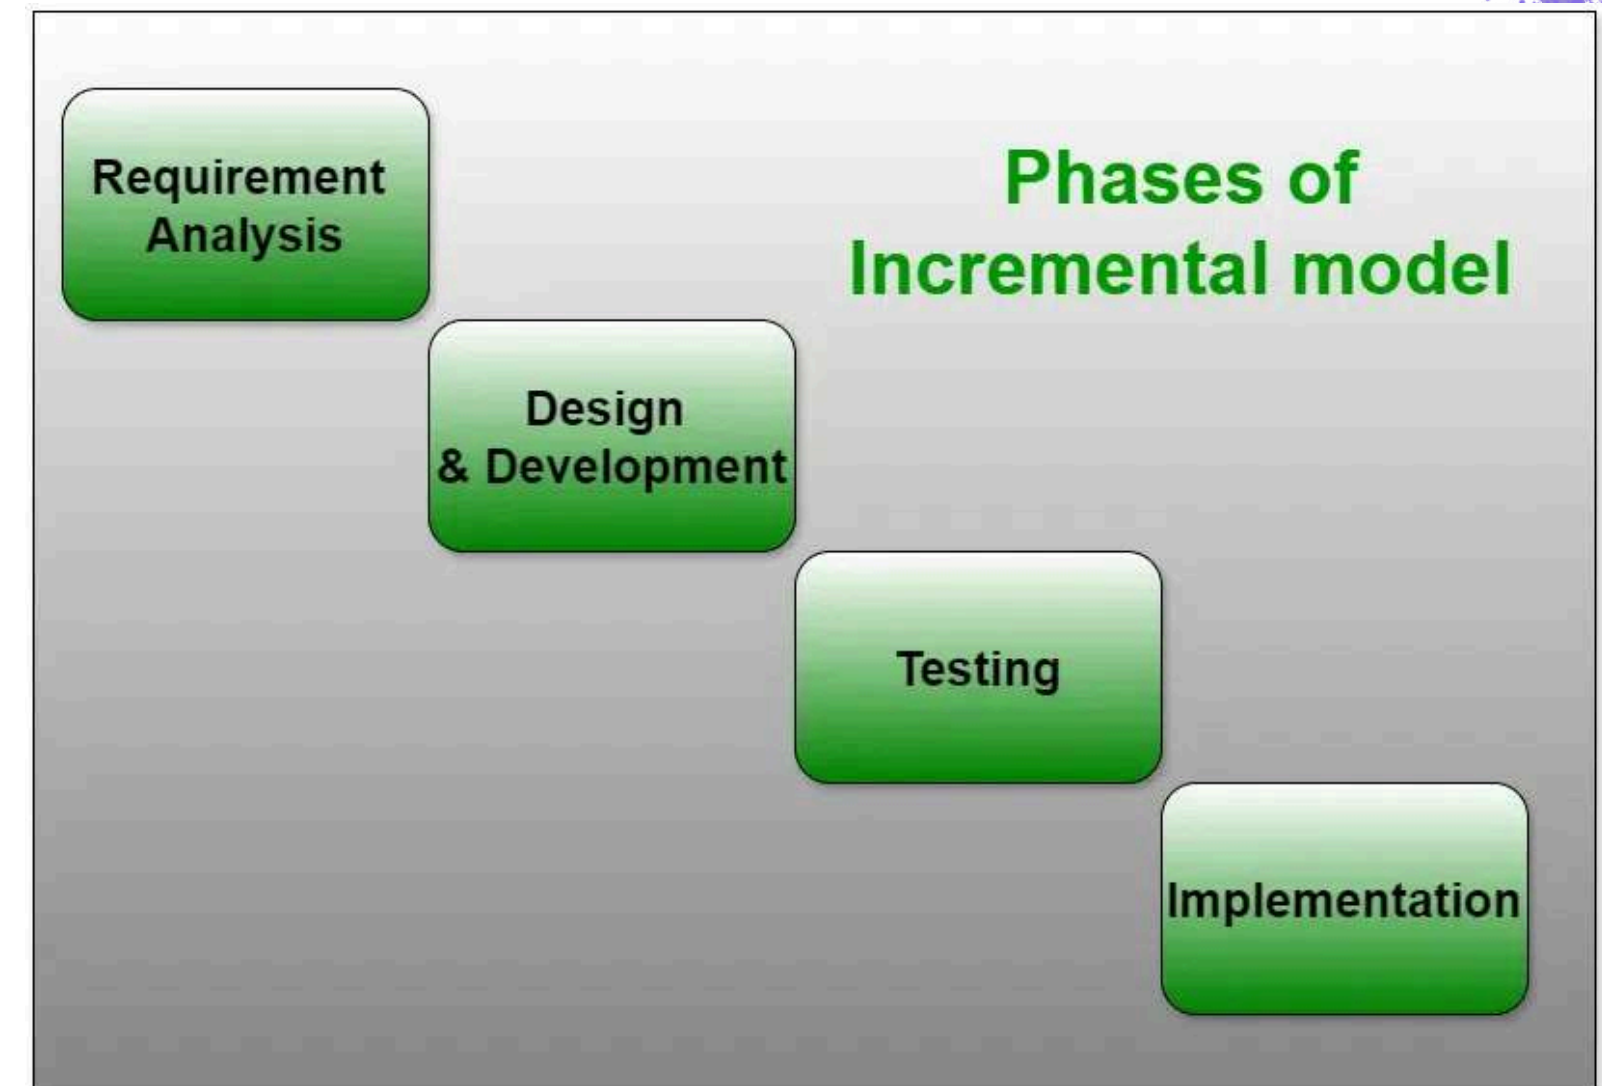 Requirement
Analysis
Phases of
Incremental model
Design
& Development
Testing
Implementation